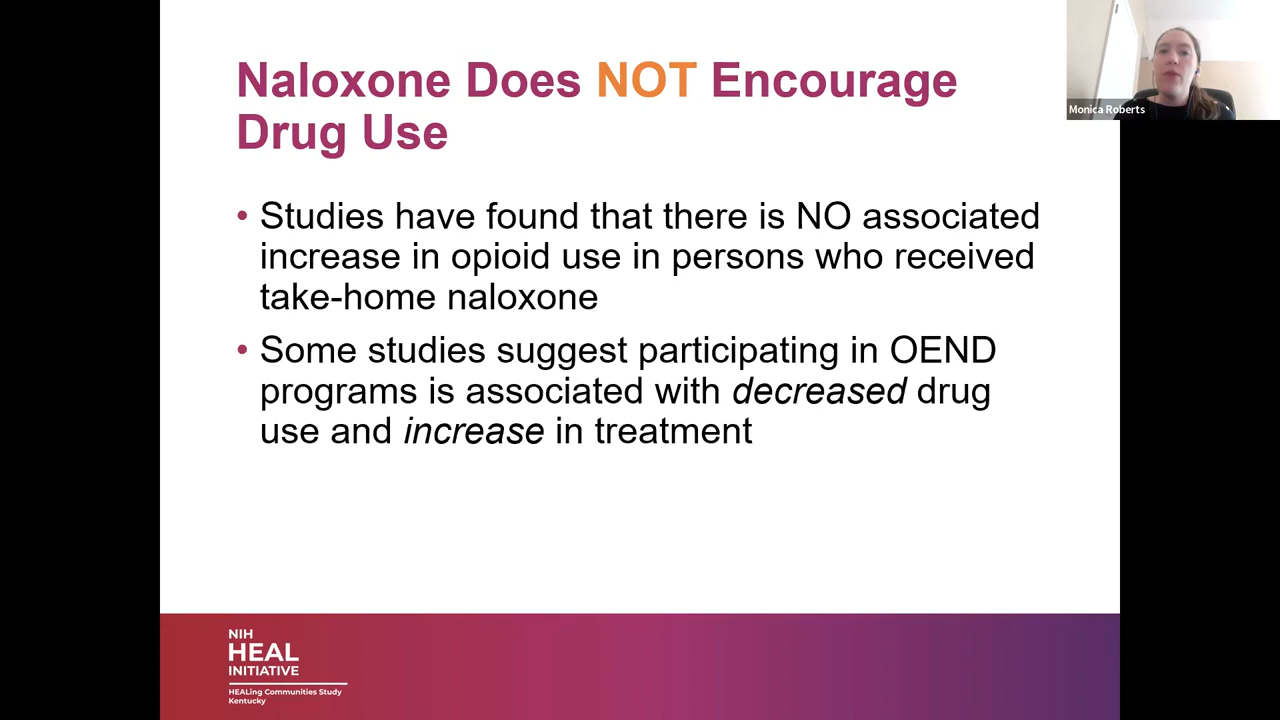 Naloxone Does NOT Encourage
Drug Use
• Studies have found that there is NO associated
increase in opioid use in persons who received
take-home naloxone
• Some studies suggest participating in OEND
programs is associated with decreased drug
use and increase in treatment
Monica Roberts
NIH
HEAL
INITIATIVE
HEALing Communities Study
Kentucky